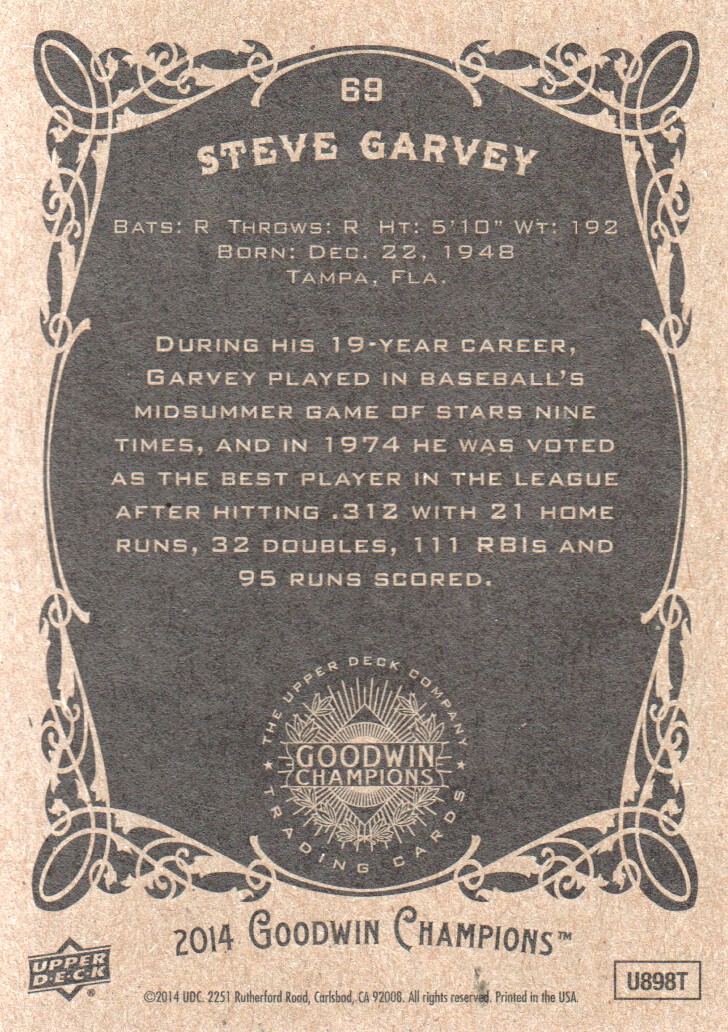 69
STEVE GARVEY
BATS: R THROWS: R HT: 5'10" WT: 192
BORN: DEC. 22, 1948
TAMPA, FLA.
DURING HIS 19-YEAR CAREER,
GARVEY PLAYED IN BASEBALL'S
MIDSUMMER GAME OF STARS NINE
TIMES, AND IN 1974 HE WAS VOTED
AS THE BEST PLAYER IN THE LEAGUE
AFTER HITTING .312 WITH 21 HOME
RUNS, 32 DOUBLES, 111 RBIS AND
95 RUNS SCORED.
THE UPPER DECK COMPANY
GOODWIN
CHAMPIONS
★ TRADING CARDS ★
2014 GOODWIN CHAMPIONS™
UPPER
D·E·C·K®
©2014 UDC. 2251 Rutherford Road, Carlsbad, CA 92008. All rights reserved. Printed in the USA.
U898T